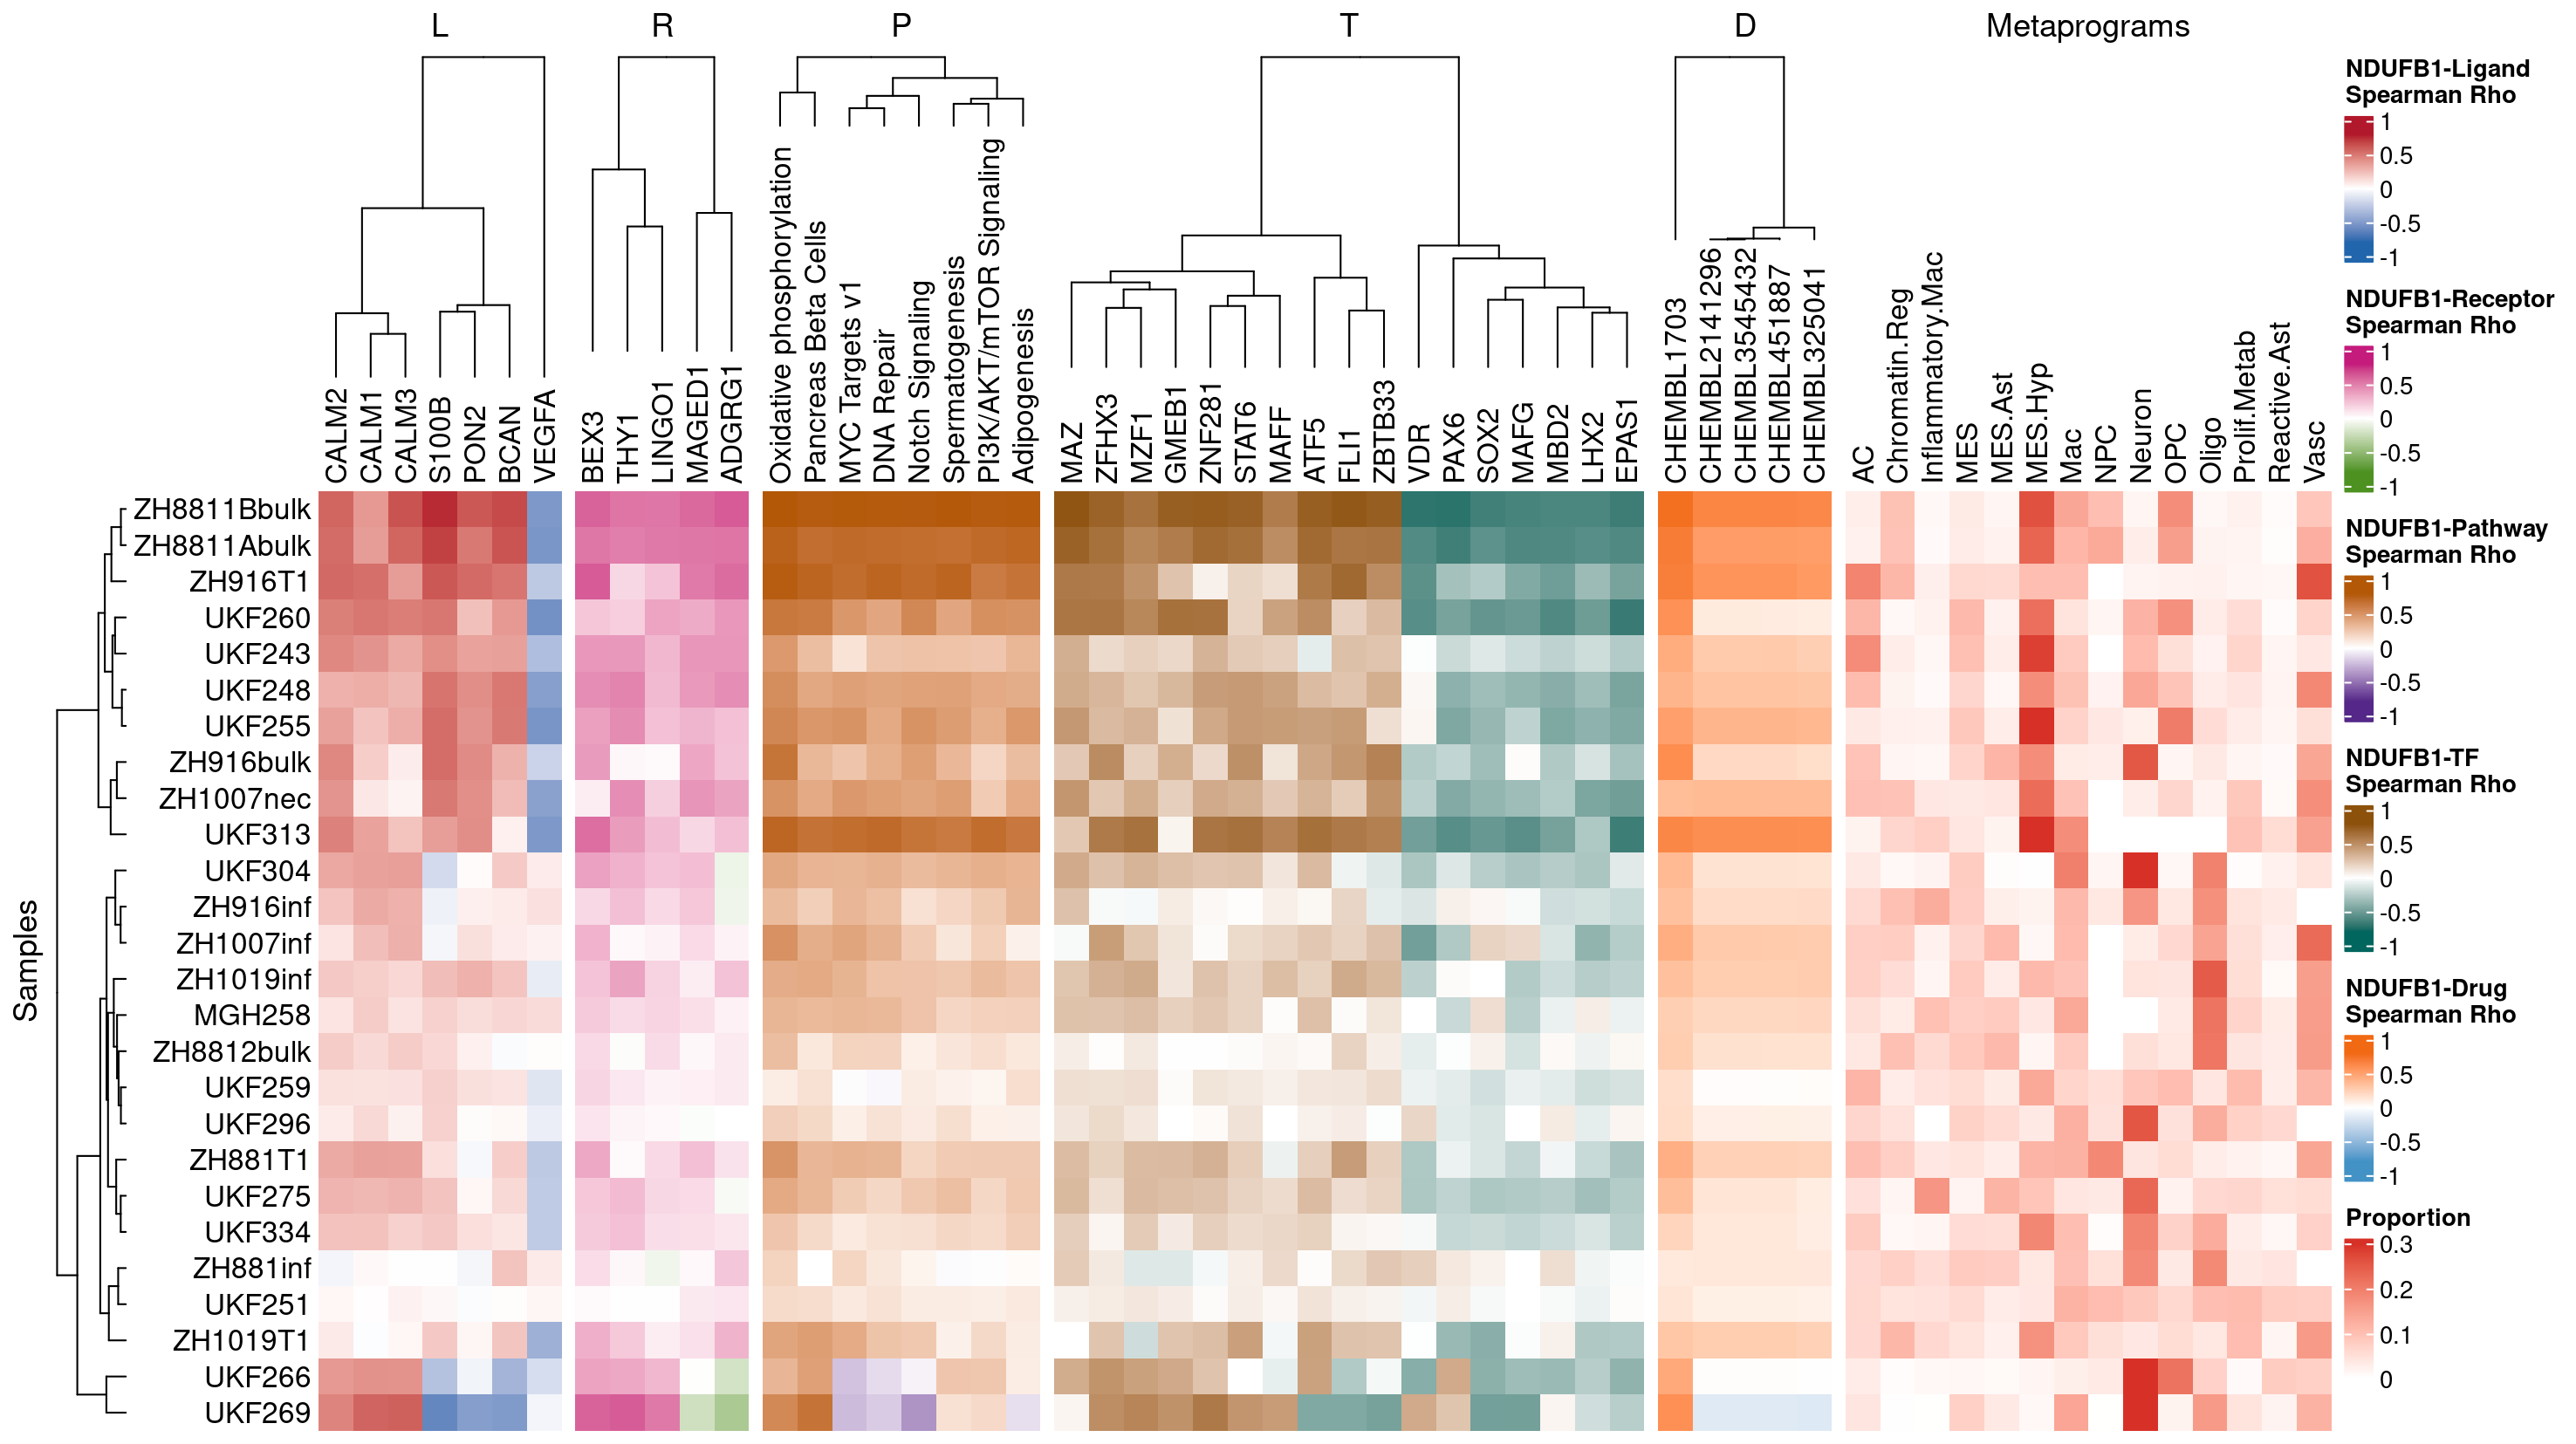 L R P T D Metaprograms
CALM2 CALM1 CALM3 S100B PON2 BCAN VEGFA
BEX3 THY1 LINGO1 MAGED1 ADGRG1
Oxidative phosphorylation
Pancreas Beta Cells
MYC Targets v1
DNA Repair
Notch Signaling
Spermatogenesis
PI3K/AKT/mTOR Signaling
Adipogenesis
MAZ ZFHX3 MZF1 GMEB1 ZNF281 STAT6 MAFF ATF5 FLI1 ZBTB33 VDR PAX6 SOX2 MAFG MBD2 LHX2 EPAS1
CHEMBL1703 CHEMBL2141296 CHEMBL3545432 CHEMBL451887 CHEMBL325041
AC Chromatin.Reg Inflammatory.Mac MES MES.Ast MES.Hyp Mac NPC Neuron OPC Oligo Prolif.Metab Reactive.Ast Vasc
Samples
ZH8811Bbulk
ZH8811Abulk
ZH916T1
UKF260
UKF243
UKF248
UKF255
ZH916bulk
ZH1007nec
UKF313
UKF304
ZH916inf
ZH1007inf
ZH1019inf
MGH258
ZH8812bulk
UKF259
UKF296
ZH881T1
UKF275
UKF334
ZH881inf
UKF251
ZH1019T1
UKF266
UKF269
NDUFB1-Ligand
Spearman Rho
1
0.5
0
-0.5
-1
NDUFB1-Receptor
Spearman Rho
1
0.5
0
-0.5
-1
NDUFB1-Pathway
Spearman Rho
1
0.5
0
-0.5
-1
NDUFB1-TF
Spearman Rho
1
0.5
0
-0.5
-1
NDUFB1-Drug
Spearman Rho
1
0.5
0
-0.5
-1
Proportion
0.3
0.2
0.1
0